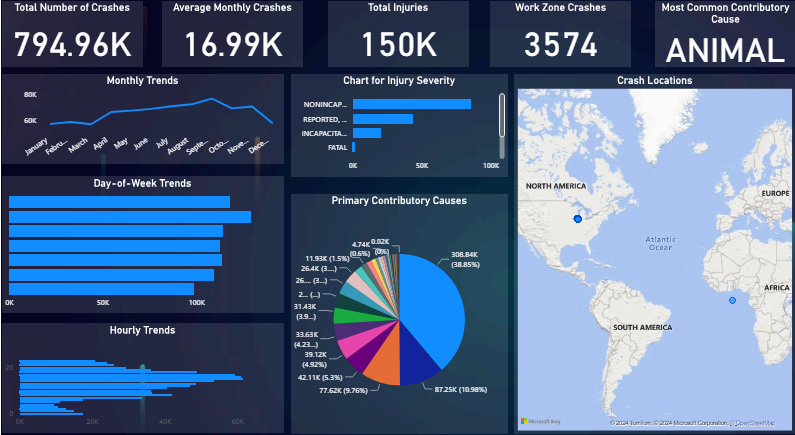 Total Number of Crashes
794.96K
Average Monthly Crashes
16.99K
Total Injuries
150K
Work Zone Crashes
3574
Most Common Contributory
Cause
ANIMAL
Monthly Trends
80K
60K
January
Febru...
March
April
May
June
July
August
Septe...
Octo...
Nove...
Dece...
Chart for Injury Severity
NONINCAP...
REPORTED, ...
INCAPACITA...
FATAL
0K
50K
100K
Crash Locations
NORTH AMERICA
EUROPE
Atlantic
Ocean
AFRICA
SOUTH AMERICA
Microsoft Bing
© 2024 TomTom, © 2024 Microsoft Corporation, © OpenStreetMap
Day-of-Week Trends
0K
50K
100K
Primary Contributory Causes
4.74K
(0.6%)
0.02K
(0%)
308.84K
(38.85%)
11.93K (1.5%)
26.4K (3....)
26.... (3...)
2... (...)
31.43K
(3.9...)
33.63K
(4.23...)
39.12K
(4.92%)
42.11K (5.3%)
77.62K (9.76%)
87.25K (10.98%)
Hourly Trends
20
0
0K
20K
40K
60K